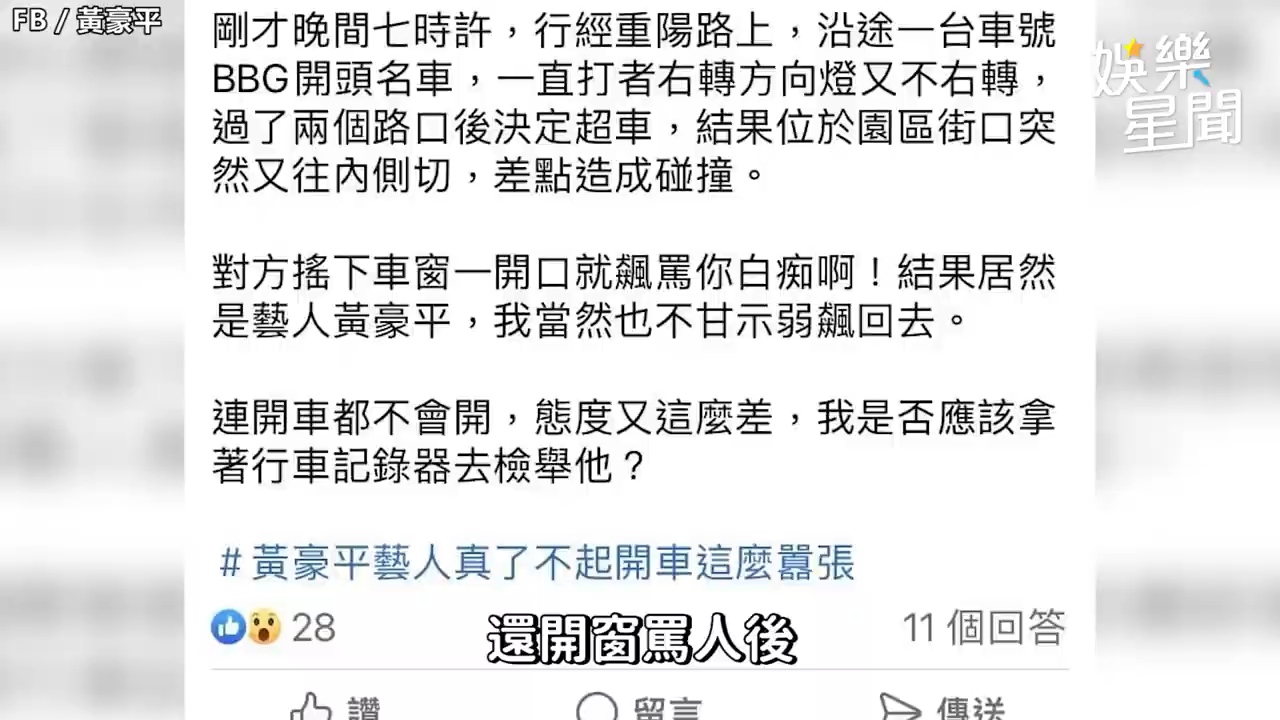 FB / 黃豪平
娛樂
星聞
剛才晚間七時許，行經重陽路上，沿途一台車號
BBG開頭名車，一直打者右轉方向燈又不右轉，
過了兩個路口後決定超車，結果位於園區街口突
然又往內側切，差點造成碰撞。
對方搖下車窗一開口就飆罵你白痴啊！結果居然
是藝人黃豪平，我當然也不甘示弱飆回去。
連開車都不會開，態度又這麼差，我是否應該拿
著行車記錄器去檢舉他？
#黃豪平藝人真了不起開車這麼囂張
28
11 個回答
還開窗罵人後
讚
留言
傳送